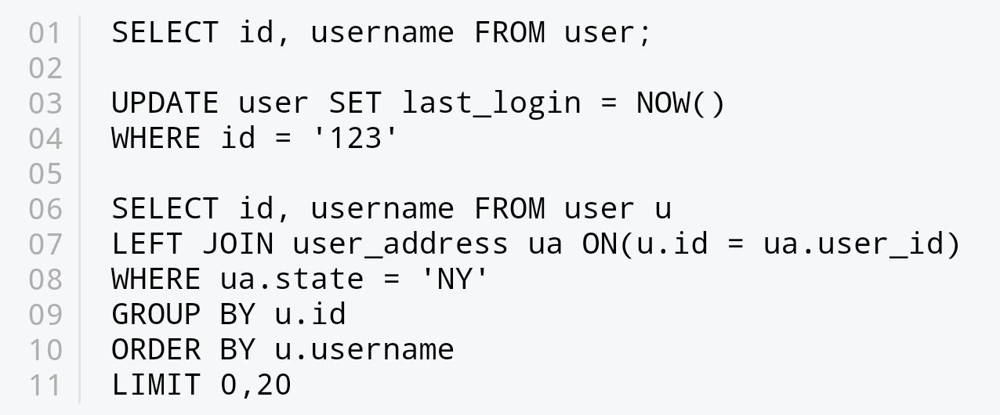 01 SELECT id, username FROM user;
02
03 UPDATE user SET last_login = NOW()
04 WHERE id = '123'
05
06 SELECT id, username FROM user u
07 LEFT JOIN user_address ua ON(u.id = ua.user_id)
08 WHERE ua.state = 'NY'
09 GROUP BY u.id
10 ORDER BY u.username
11 LIMIT 0,20